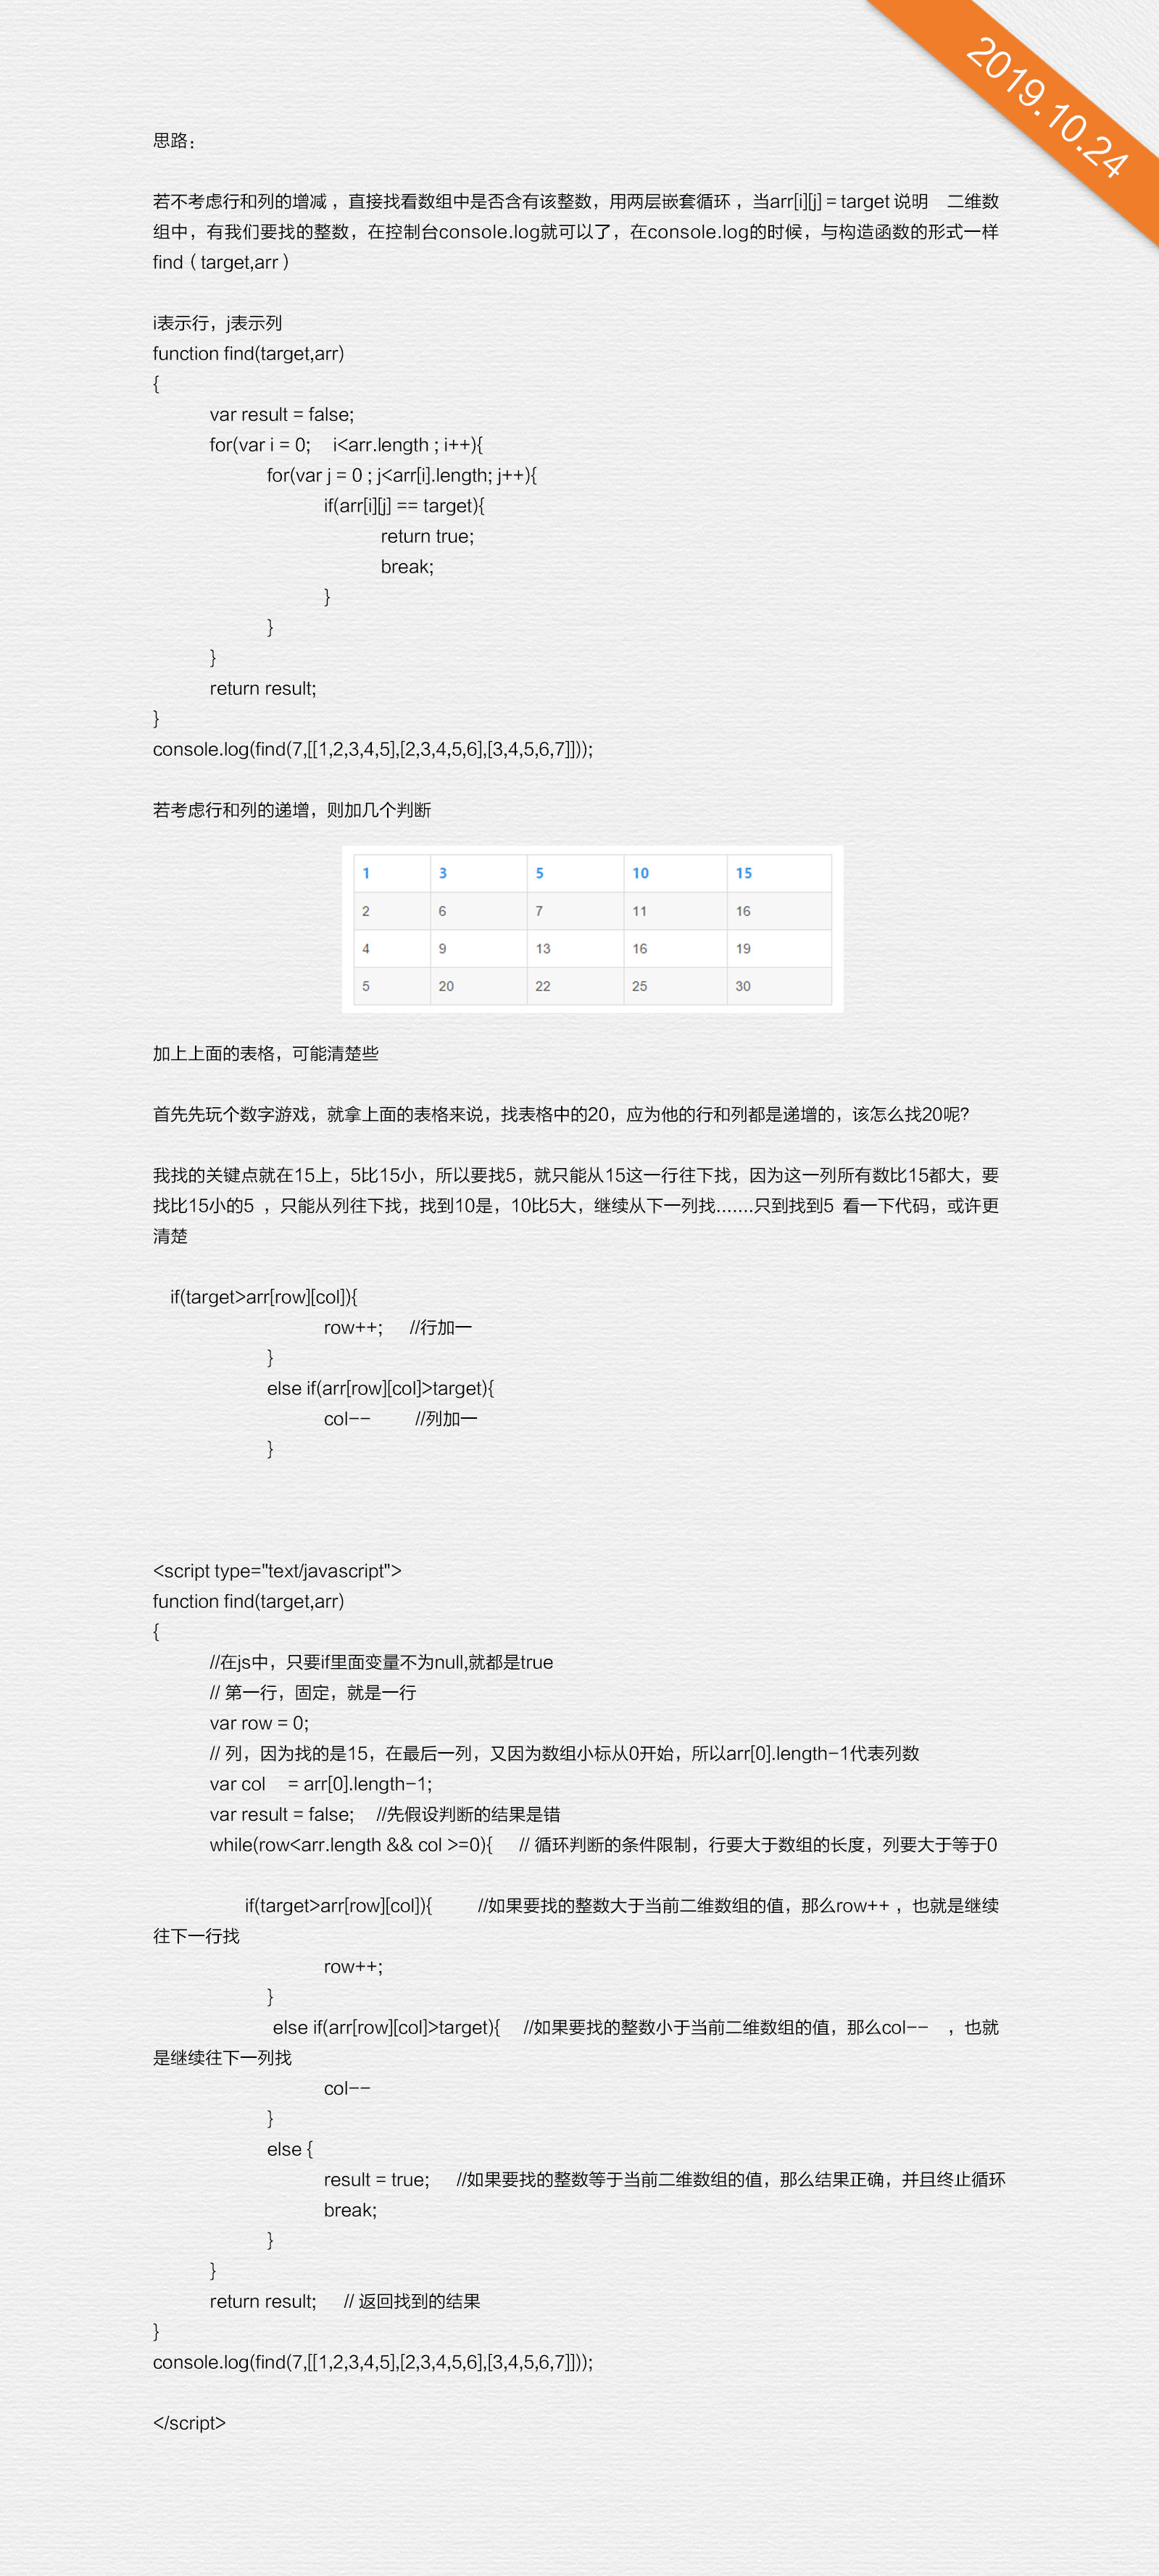 2019.10.24
思路：
若不考虑行和列的增减 ，直接找看数组中是否含有该整数，用两层嵌套循环 ，当arr[i][j] = target 说明　二维数
组中，有我们要找的整数，在控制台console.log就可以了，在console.log的时候，与构造函数的形式一样
find（ target,arr ）
i表示行，j表示列
function find(target,arr)
{
var result = false;
for(var i = 0; i<arr.length ; i++){
for(var j = 0 ; j<arr[i].length; j++){
if(arr[i][j] == target){
return true;
break;
}
}
}
return result;
}
console.log(find(7,[[1,2,3,4,5],[2,3,4,5,6],[3,4,5,6,7]]));
若考虑行和列的递增，则加几个判断
1 3 5 10 15
2 6 7 11 16
4 9 13 16 19
5 20 22 25 30
加上上面的表格，可能清楚些
首先先玩个数字游戏，就拿上面的表格来说，找表格中的20，应为他的行和列都是递增的，该怎么找20呢?
我找的关键点就在15上，5比15小，所以要找5，就只能从15这一行往下找，因为这一列所有数比15都大，要
找比15小的5 ，只能从列往下找，找到10是，10比5大，继续从下一列找.......只到找到5 看一下代码，或许更
清楚
if(target>arr[row][col]){
row++; //行加一
}
else if(arr[row][col]>target){
col-- //列加一
}
<script type="text/javascript">
function find(target,arr)
{
//在js中，只要if里面变量不为null,就都是true
// 第一行，固定，就是一行
var row = 0;
// 列，因为找的是15，在最后一列，又因为数组小标从0开始，所以arr[0].length-1代表列数
var col = arr[0].length-1;
var result = false; //先假设判断的结果是错
while(row<arr.length && col >=0){ // 循环判断的条件限制，行要大于数组的长度，列要大于等于0
if(target>arr[row][col]){ //如果要找的整数大于当前二维数组的值，那么row++ ，也就是继续
往下一行找
row++;
}
else if(arr[row][col]>target){ //如果要找的整数小于当前二维数组的值，那么col-- ，也就
是继续往下一列找
col--
}
else {
result = true; //如果要找的整数等于当前二维数组的值，那么结果正确，并且终止循环
break;
}
}
return result; // 返回找到的结果
}
console.log(find(7,[[1,2,3,4,5],[2,3,4,5,6],[3,4,5,6,7]]));
</script>